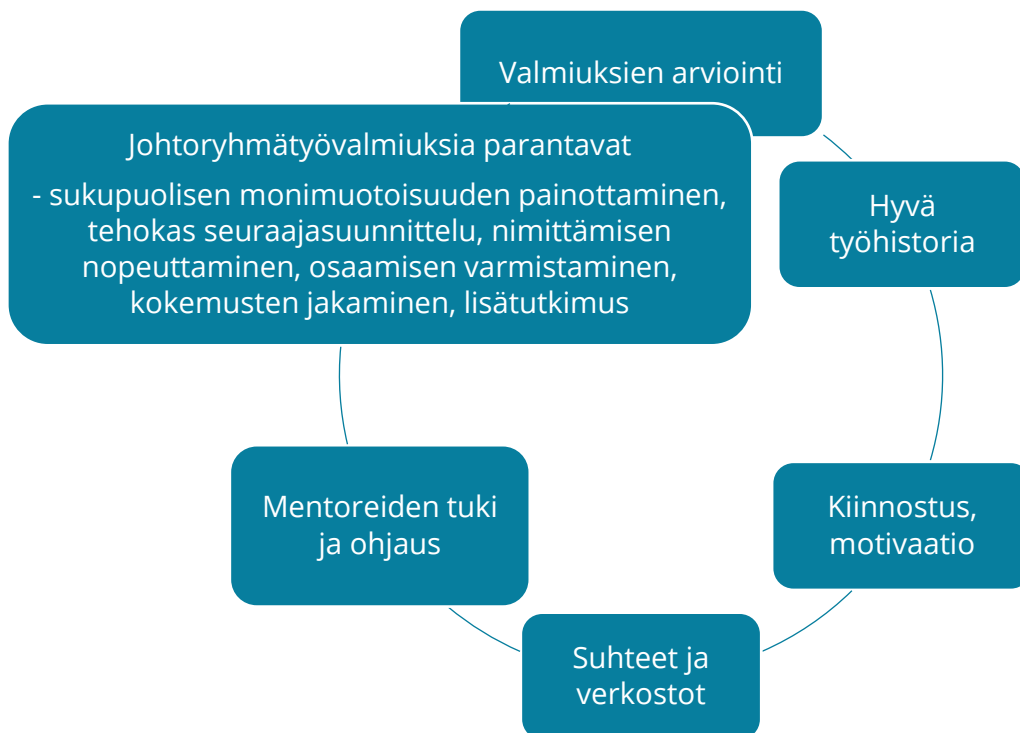 Valmiuksien arviointi
Johtoryhmätyövalmiuksia parantavat
- sukupuolisen monimuotoisuuden painottaminen,
tehokas seuraajasuunnittelu, nimittämisen
nopeuttaminen, osaamisen varmistaminen,
kokemusten jakaminen, lisätutkimus
Hyvä
työhistoria
Kiinnostus,
motivaatio
Suhteet ja
verkostot
Mentoreiden tuki
ja ohjaus